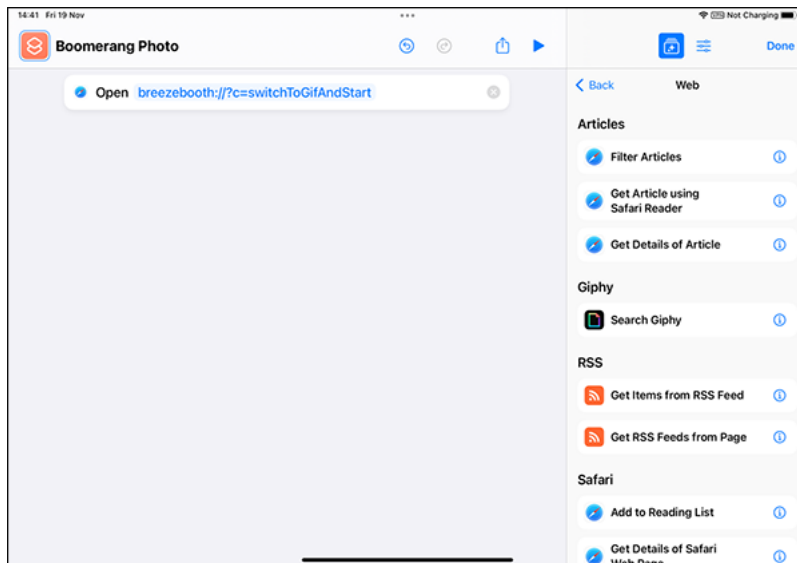 14:41 Fri 19 Nov
Not Charging
Boomerang Photo
Done
Open breezebooth://?c=switchToGifAndStart
Back
Web
Articles
Filter Articles
Get Article using
Safari Reader
Get Details of Article
Giphy
Search Giphy
RSS
Get Items from RSS Feed
Get RSS Feeds from Page
Safari
Add to Reading List
Get Details of Safari
Web Page